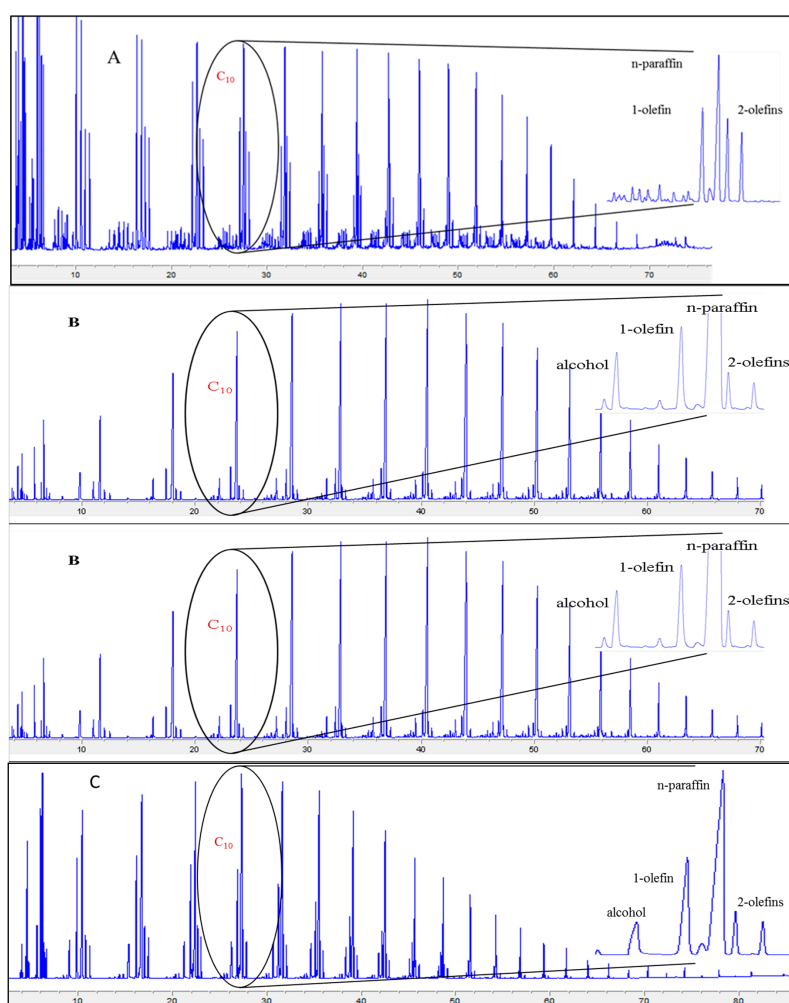 A
C₁₀
n-paraffin
1-olefin
2-olefins
10 20 30 40 50 60 70
B
C₁₀
n-paraffin
1-olefin
alcohol
2-olefins
10 20 30 40 50 60 70
B
C₁₀
n-paraffin
1-olefin
alcohol
2-olefins
10 20 30 40 50 60 70
C
C₁₀
n-paraffin
1-olefin
alcohol
2-olefins
10 20 30 40 50 60 70 80